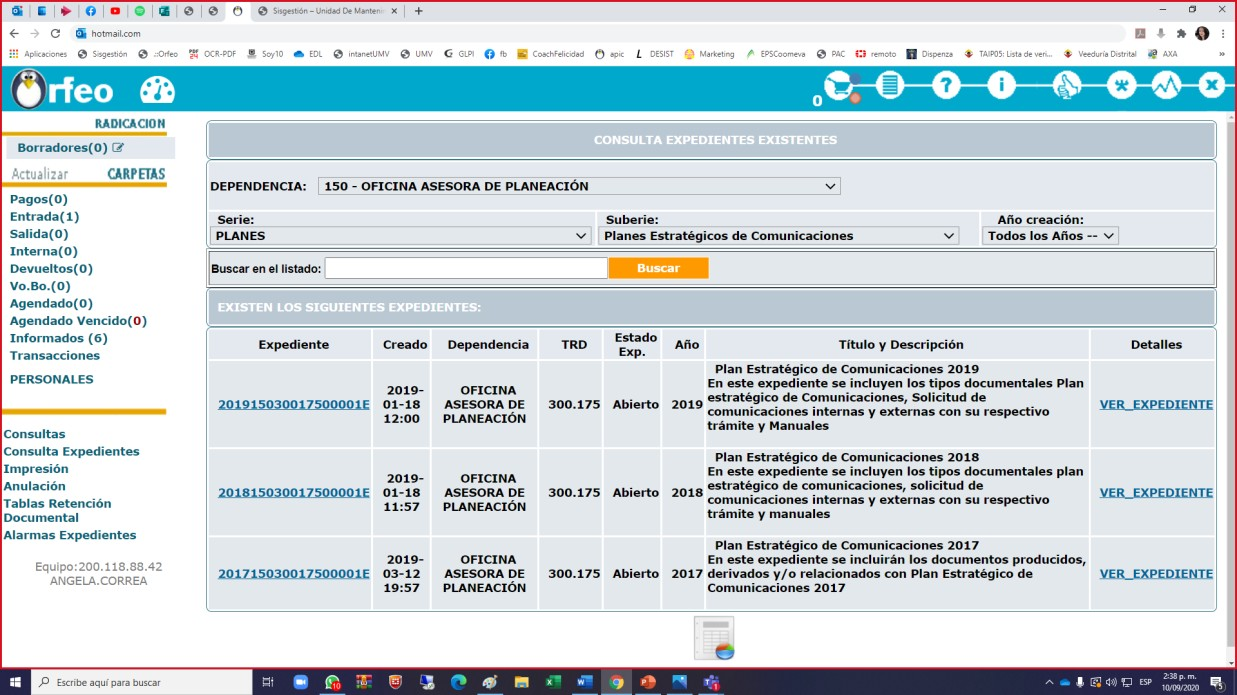 Sisgestión – Unidad De Manteni
hotmail.com
Aplicaciones Sisgestión ::Orfeo OCR-PDF Soy10 EDL intanetUMV UMV GLPI fb CoachFelicidad apic DESIST Marketing EPSCoomeva PAC remoto Dispenza TAIP05: Lista de veri... Veeduría Distrital AXA »
Orfeo
0
RADICACION
Borradores(0)
Actualizar CARPETAS
Pagos(0)
Entrada(1)
Salida(0)
Interna(0)
Devueltos(0)
Vo.Bo.(0)
Agendado(0)
Agendado Vencido(0)
Informados (6)
Transacciones
PERSONALES
Consultas
Consulta Expedientes
Impresión
Anulación
Tablas Retención
Documental
Alarmas Expedientes
Equipo:200.118.88.42
ANGELA.CORREA
CONSULTA EXPEDIENTES EXISTENTES
DEPENDENCIA: 150 - OFICINA ASESORA DE PLANEACIÓN
Serie: Suberie: Año creación:
PLANES Planes Estratégicos de Comunicaciones Todos los Años --
Buscar en el listado: Buscar
EXISTEN LOS SIGUIENTES EXPEDIENTES:
Expediente Creado Dependencia TRD Estado Exp. Año Título y Descripción Detalles
201915030017500001E
2019-
01-18
12:00
OFICINA
ASESORA DE
PLANEACIÓN
300.175 Abierto 2019
Plan Estratégico de Comunicaciones 2019
En este expediente se incluyen los tipos documentales Plan
estratégico de Comunicaciones, Solicitud de
comunicaciones internas y externas con su respectivo
trámite y Manuales
VER_EXPEDIENTE
201815030017500001E
2019-
01-18
11:57
OFICINA
ASESORA DE
PLANEACIÓN
300.175 Abierto 2018
Plan Estratégico de Comunicaciones 2018
En este expediente se incluyen los tipos documentales plan
estratégico de comunicaciones, solicitud de
comunicaciones internas y externas con su respectivo
trámite y manuales
VER_EXPEDIENTE
201715030017500001E
2019-
03-12
19:57
OFICINA
ASESORA DE
PLANEACIÓN
300.175 Abierto 2017
Plan Estratégico de Comunicaciones 2017
En este expediente se incluirán los documentos producidos,
derivados y/o relacionados con Plan Estratégico de
Comunicaciones 2017
VER_EXPEDIENTE
Escribe aquí para buscar
ESP
2:38 p. m.
10/09/2020